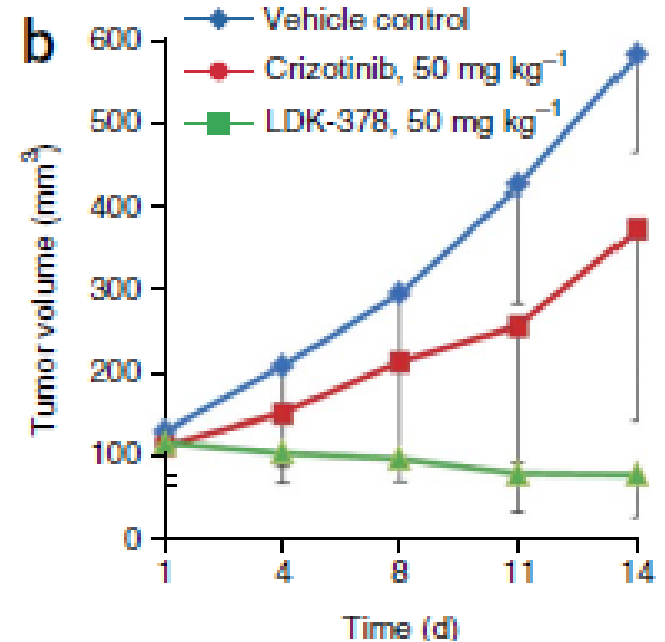 b
Vehicle control
Crizotinib, 50 mg kg⁻¹
LDK-378, 50 mg kg⁻¹
Tumor volume (mm³)
600
500
400
300
200
100
0
1 4 8 11 14
Time (d)